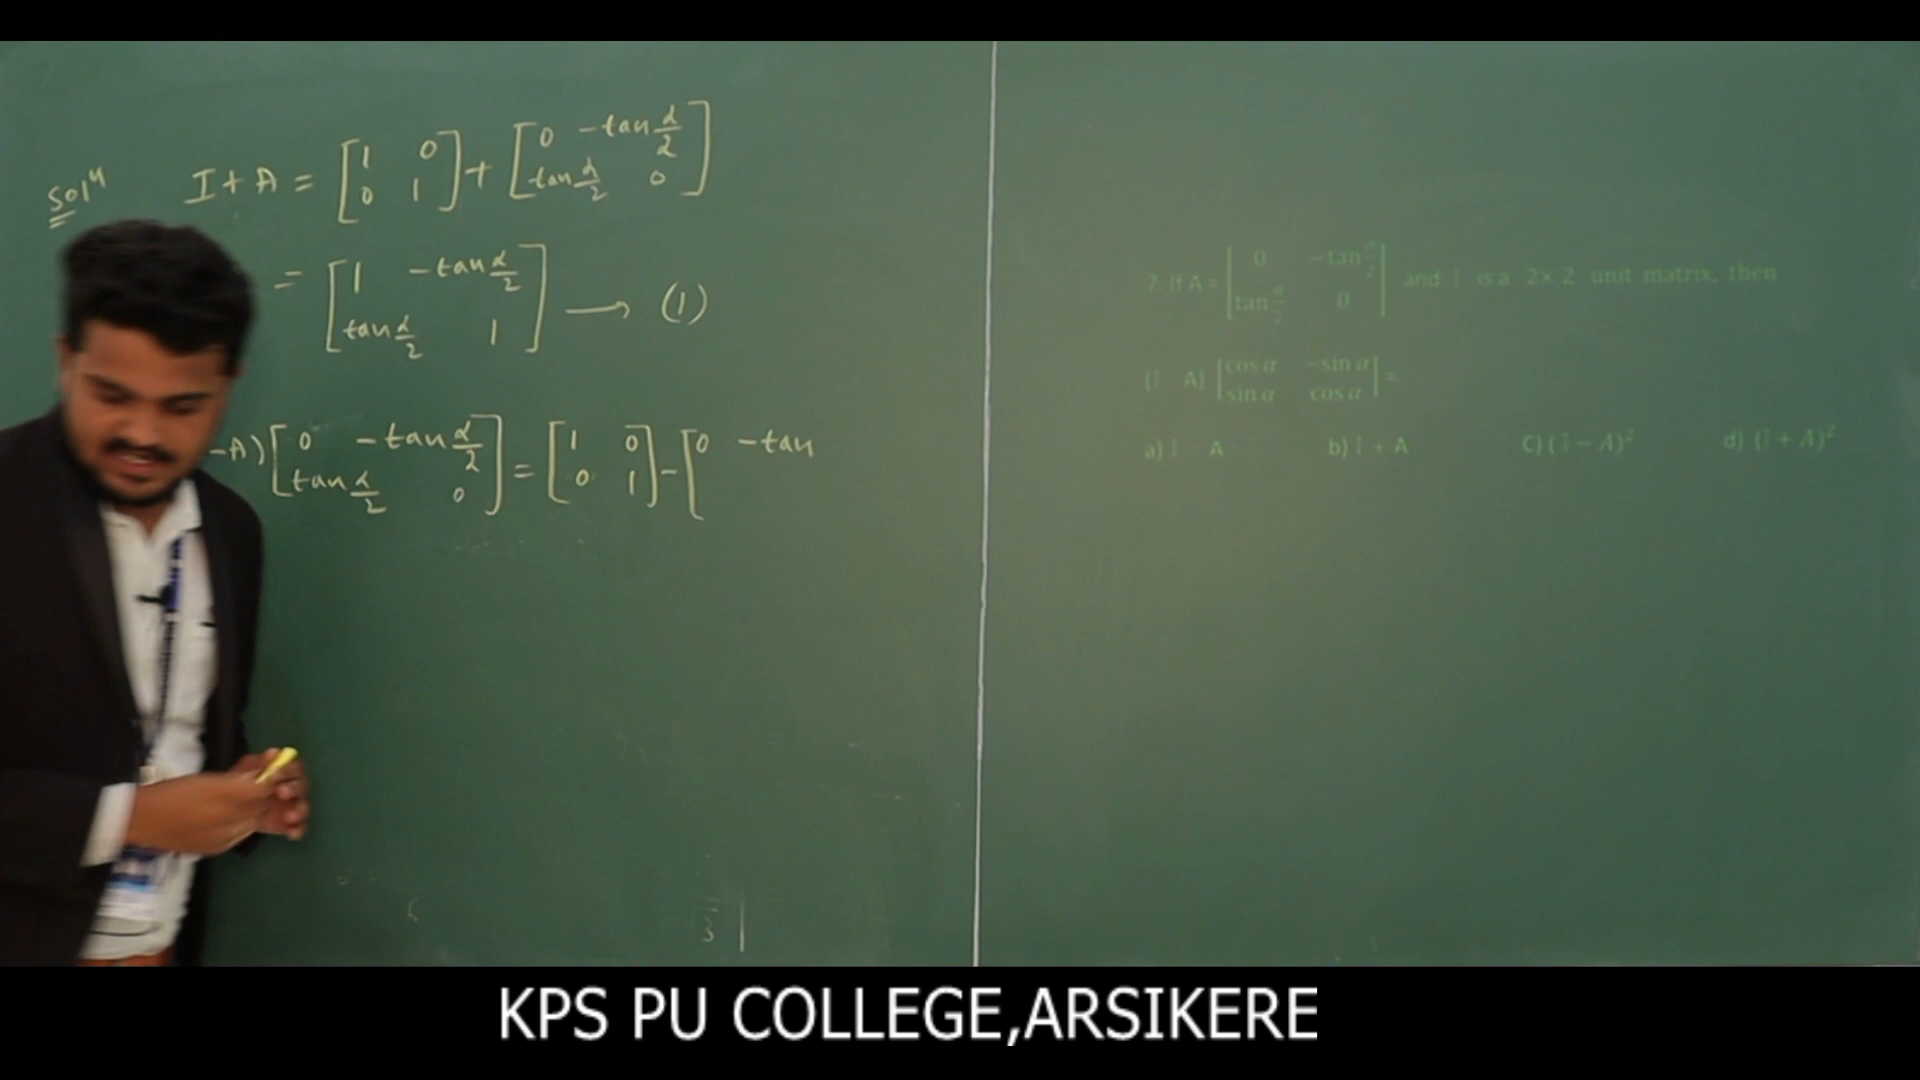 Solⁿ I + A = [1 0 0 1] + [0 -tan α/2 tan α/2 0]
= [1 -tan α/2 tan α/2 1] → (1)
-A) [0 -tan α/2 tan α/2 0] = [1 0 0 1] - [0 -tan
7. If A = [0 -tan α/2 tan α/2 0] and I is a 2×2 unit matrix, then
(I A) [cos α -sin α sin α cos α] =
a) I A b) I + A C) (I - A)² d) (I + A)²
KPS PU COLLEGE,ARSIKERE